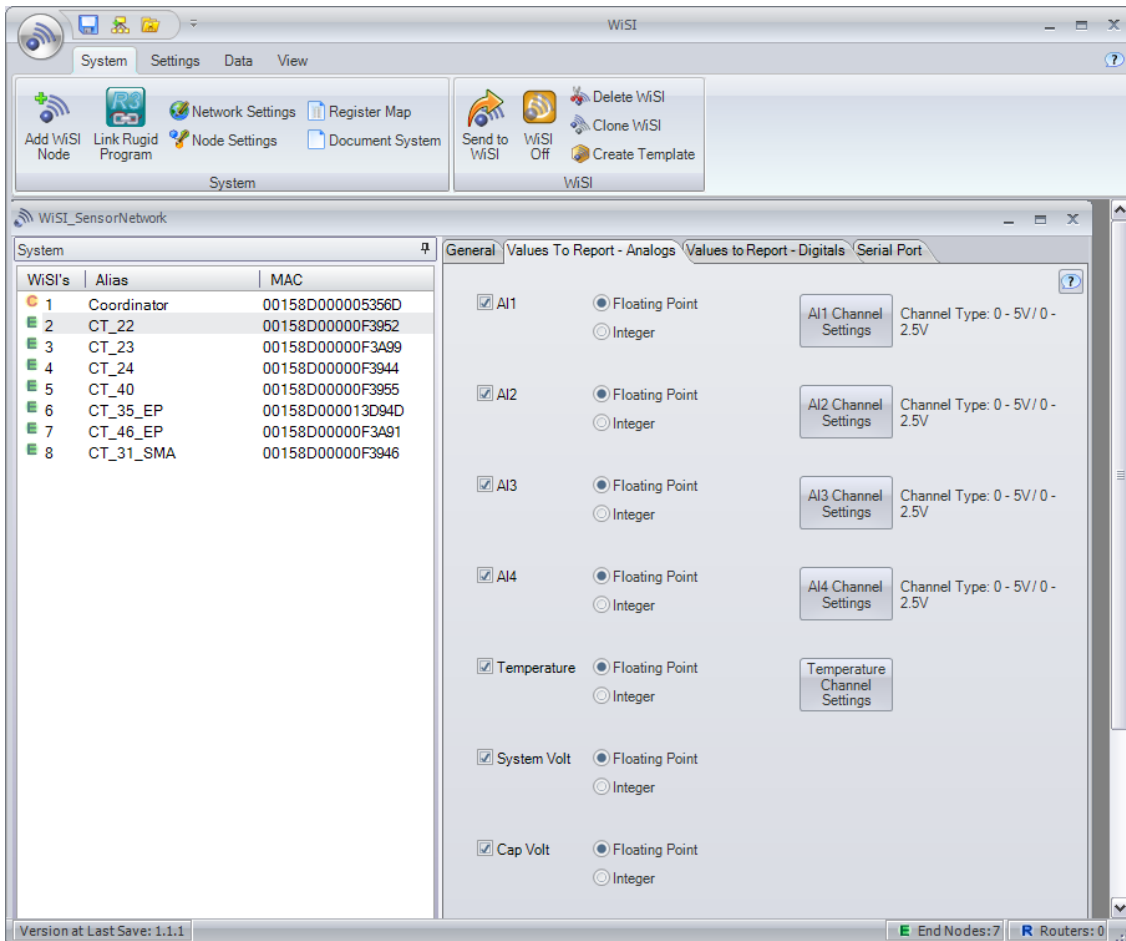 WiSI
System Settings Data View
Add WiSI Node
Link Rugid Program
Network Settings
Node Settings
Register Map
Document System
System
Send to WiSI
WiSI Off
Delete WiSI
Clone WiSI
Create Template
WiSI
WiSI_SensorNetwork
System
WiSI's Alias MAC
C 1 Coordinator 00158D000005356D
E 2 CT_22 00158D00000F3952
E 3 CT_23 00158D00000F3A99
E 4 CT_24 00158D00000F3944
E 5 CT_40 00158D00000F3955
E 6 CT_35_EP 00158D000013D94D
E 7 CT_46_EP 00158D00000F3A91
E 8 CT_31_SMA 00158D00000F3946
General Values To Report - Analogs Values to Report - Digitals Serial Port
AI1 Floating Point
Integer
AI1 Channel Settings
Channel Type: 0 - 5V/ 0 -
2.5V
AI2 Floating Point
Integer
AI2 Channel Settings
Channel Type: 0 - 5V/ 0 -
2.5V
AI3 Floating Point
Integer
AI3 Channel Settings
Channel Type: 0 - 5V/ 0 -
2.5V
AI4 Floating Point
Integer
AI4 Channel Settings
Channel Type: 0 - 5V/ 0 -
2.5V
Temperature Floating Point
Integer
Temperature Channel Settings
System Volt Floating Point
Integer
Cap Volt Floating Point
Integer
Version at Last Save: 1.1.1
E End Nodes: 7 R Routers: 0